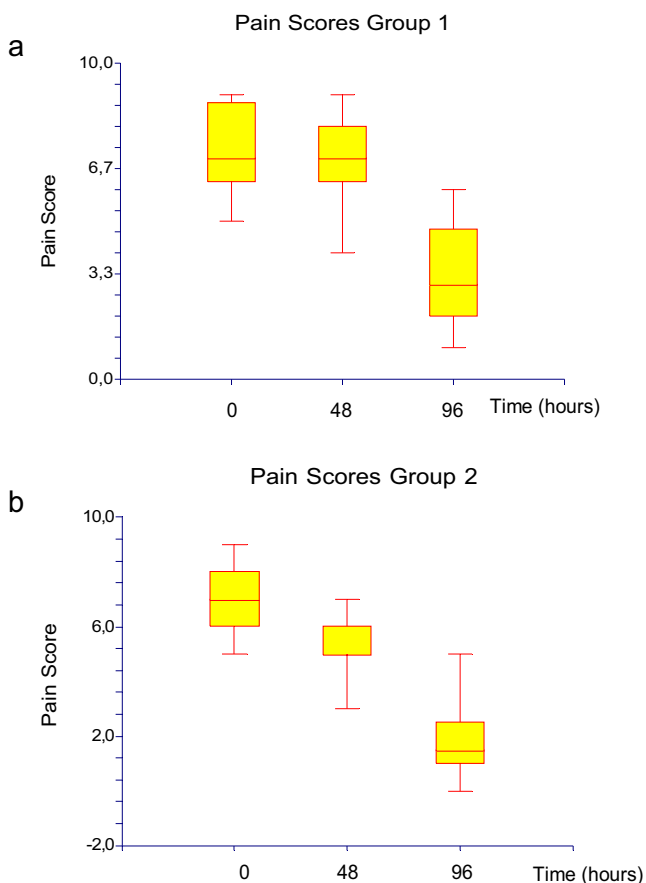 Pain Scores Group 1
a
10,0
6,7
Pain Score
3,3
0,0
0 48 96 Time (hours)
Pain Scores Group 2
b
10,0
6,0
Pain Score
2,0
-2,0
0 48 96 Time (hours)